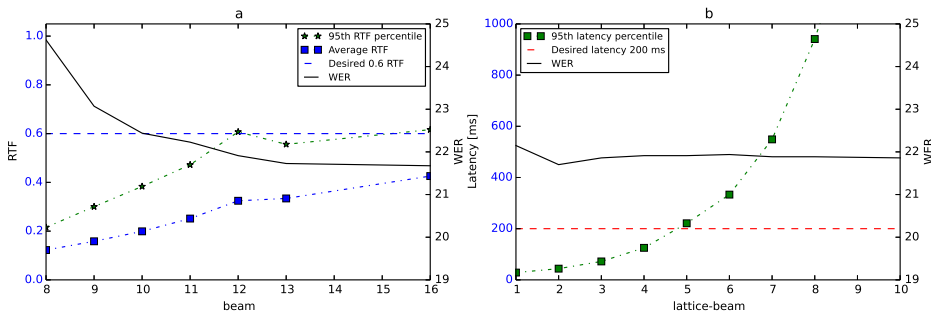 a
95th RTF percentile
Average RTF
Desired 0.6 RTF
WER
RTF
1.0
0.8
0.6
0.4
0.2
0.0
25
24
23
22
21
20
19
WER
8 9 10 11 12 13 14 15 16
beam
b
95th latency percentile
Desired latency 200 ms
WER
Latency [ms]
1000
800
600
400
200
0
25
24
23
22
21
20
19
WER
1 2 3 4 5 6 7 8 9 10
lattice-beam